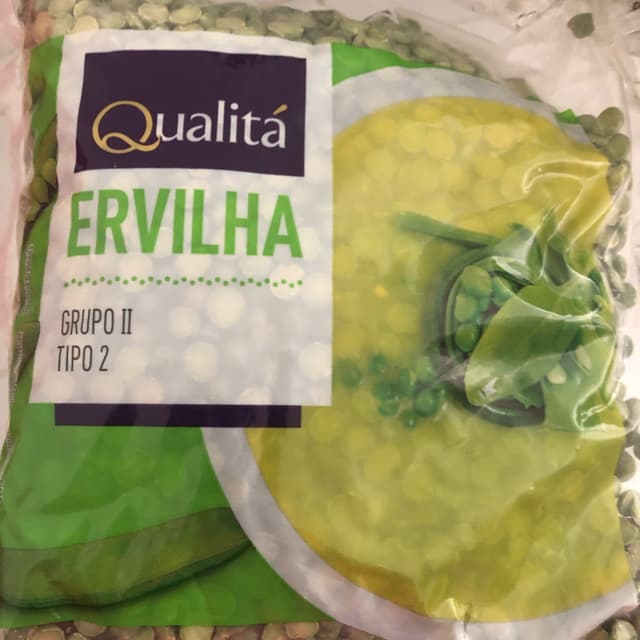 Qualitá
ERVILHA
GRUPO II
TIPO 2